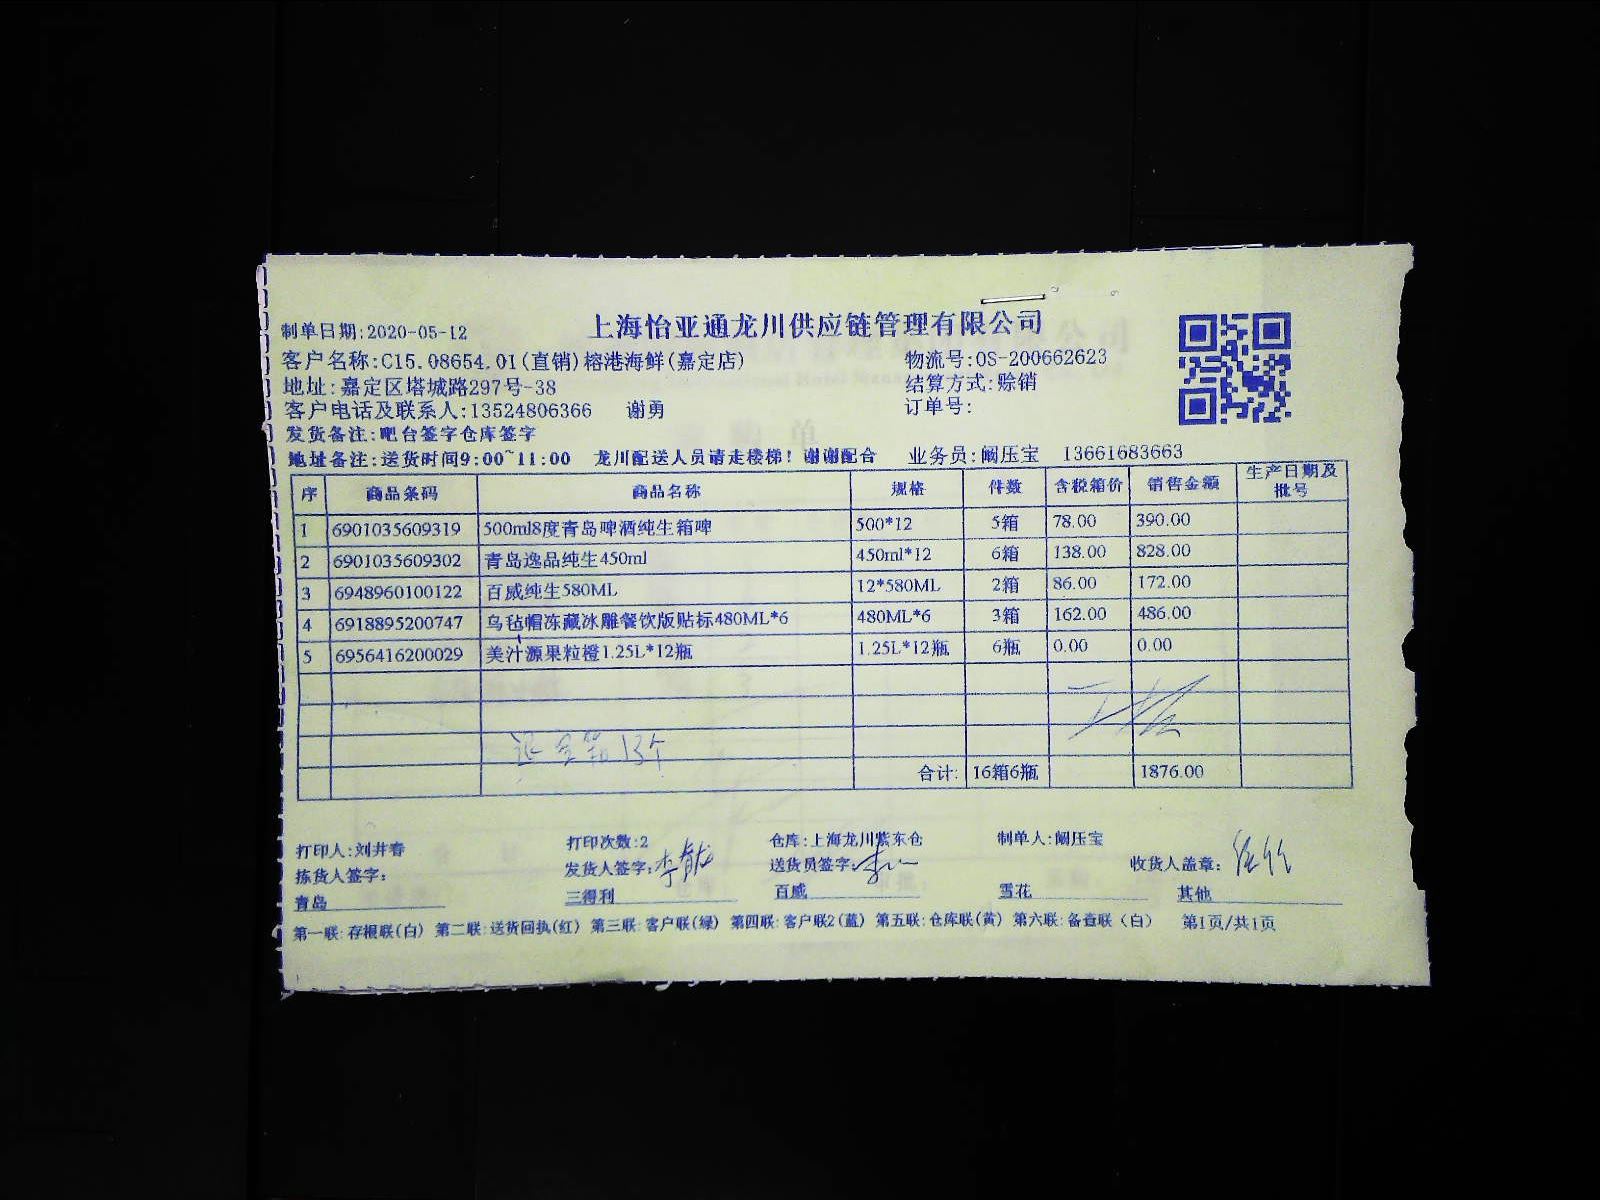 上海怡亚通龙川供应链管理有限公司
制单日期:2020-05-12
客户名称:C15.08654.01(直销)榕港海鲜(嘉定店) 物流号:OS-200662623
地址:嘉定区塔城路297号-38 结算方式:赊销
客户电话及联系人:13524806366 谢勇 订单号:
发货备注:吧台签字仓库签字
地址备注:送货时间9:00~11:00 龙川配送人员请走楼梯!谢谢配合 业务员:阚压宝 13661683663
序 商品条码 商品名称 规格 件数 含税箱价 销售金额 生产日期及批号
1 6901035609319 500ml8度青岛啤酒纯生箱啤 500*12 5箱 78.00 390.00
2 6901035609302 青岛逸品纯生450ml 450ml*12 6箱 138.00 828.00
3 6948960100122 百威纯生580ML 12*580ML 2箱 86.00 172.00
4 6918895200747 乌毡帽冻藏冰雕餐饮版贴标480ML*6 480ML*6 3箱 162.00 486.00
5 6956416200029 美汁源果粒橙1.25L*12瓶 1.25L*12瓶 6瓶 0.00 0.00
13个
合计: 16箱6瓶 1876.00
打印人:刘井春 打印次数:2 仓库:上海龙川紫东仓 制单人:阚压宝
拣货人签字: 发货人签字: 送货员签字: 收货人盖章:
青岛 三得利 百威 雪花 其他
第一联:存根联(白) 第二联:送货回执(红) 第三联:客户联(绿) 第四联:客户联2(蓝) 第五联:仓库联(黄) 第六联:备查联(白) 第1页/共1页